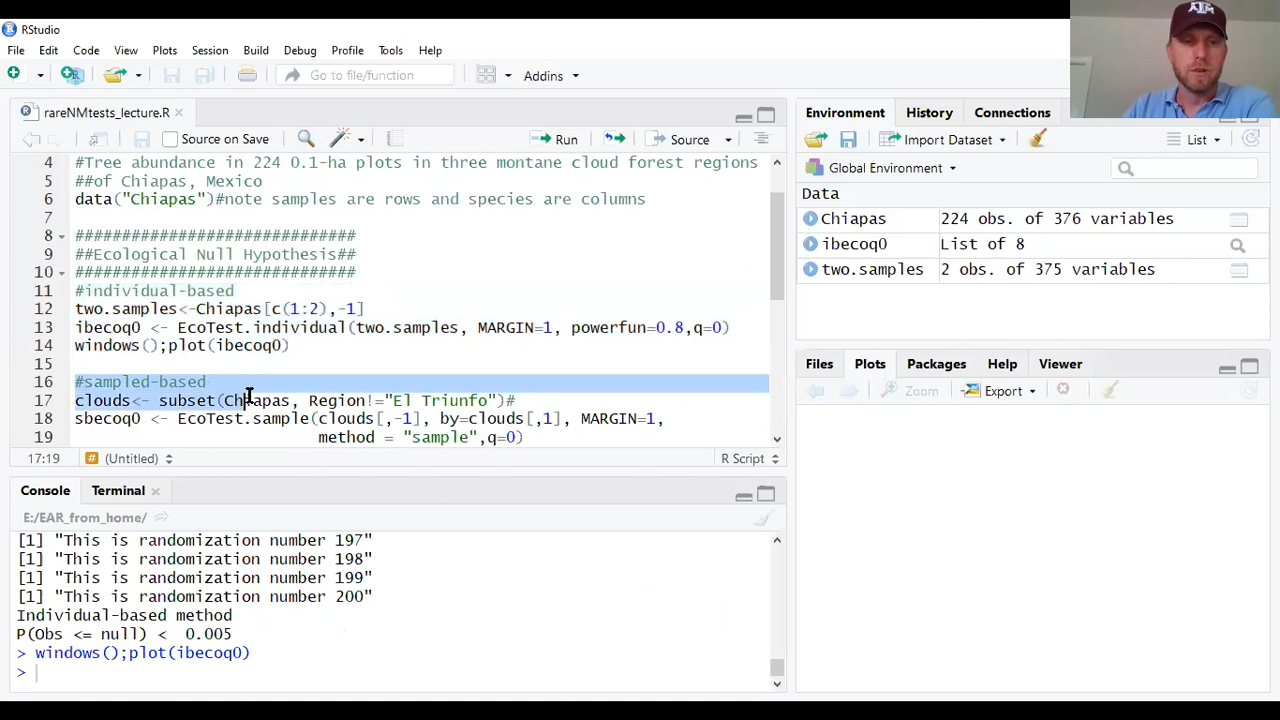 RStudio
File Edit Code View Plots Session Build Debug Profile Tools Help
Go to file/function Addins
rareNMtests_lecture.R
Source on Save Run Source
4 #Tree abundance in 224 0.1-ha plots in three montane cloud forest regions
5 ##of Chiapas, Mexico
6 data("Chiapas")#note samples are rows and species are columns
7
8 ##############################
9 ##Ecological Null Hypothesis##
10 ##############################
11 #individual-based
12 two.samples<-Chiapas[c(1:2),-1]
13 ibecoq0 <- EcoTest.individual(two.samples, MARGIN=1, powerfun=0.8,q=0)
14 windows();plot(ibecoq0)
15
16 #sampled-based
17 clouds<- subset(Chiapas, Region!="El Triunfo")#
18 sbecoq0 <- EcoTest.sample(clouds[,-1], by=clouds[,1], MARGIN=1,
19 method = "sample",q=0)
17:19 (Untitled) R Script
Console Terminal
E:/EAR_from_home/
[1] "This is randomization number 197"
[1] "This is randomization number 198"
[1] "This is randomization number 199"
[1] "This is randomization number 200"
Individual-based method
P(Obs <= null) < 0.005
> windows();plot(ibecoq0)
>
Environment History Connections
Import Dataset List
Global Environment
Data
Chiapas 224 obs. of 376 variables
ibecoq0 List of 8
two.samples 2 obs. of 375 variables
Files Plots Packages Help Viewer
Zoom Export
ATM